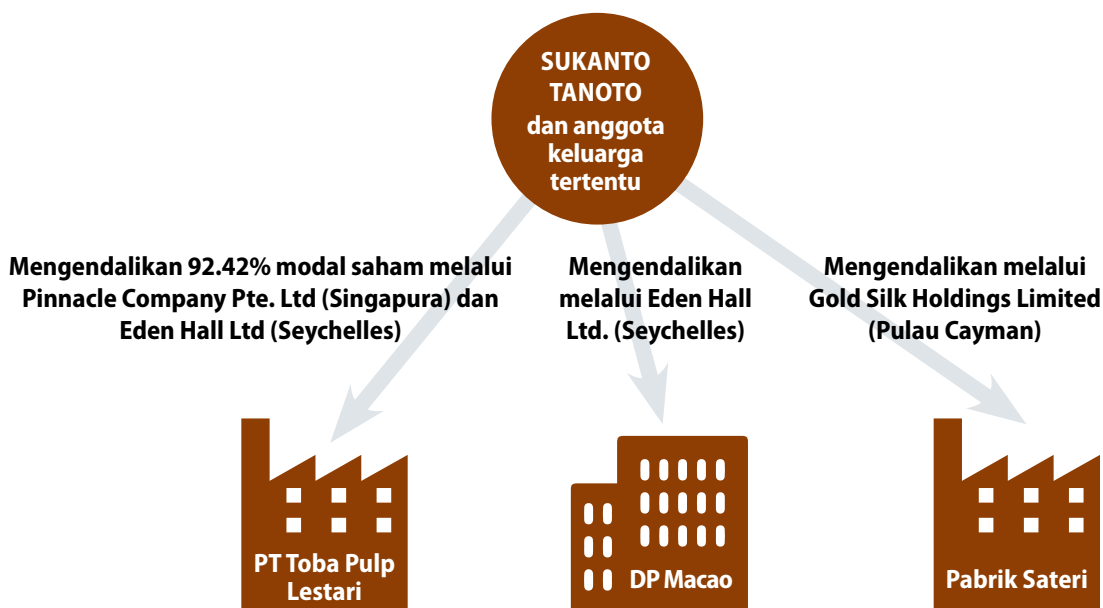 SUKANTO
TANOTO
dan anggota
keluarga
tertentu
Mengendalikan 92.42% modal saham melalui
Pinnacle Company Pte. Ltd (Singapura) dan
Eden Hall Ltd (Seychelles)
Mengendalikan
melalui Eden Hall
Ltd. (Seychelles)
Mengendalikan melalui
Gold Silk Holdings Limited
(Pulau Cayman)
PT Toba Pulp
Lestari
DP Macao
Pabrik Sateri